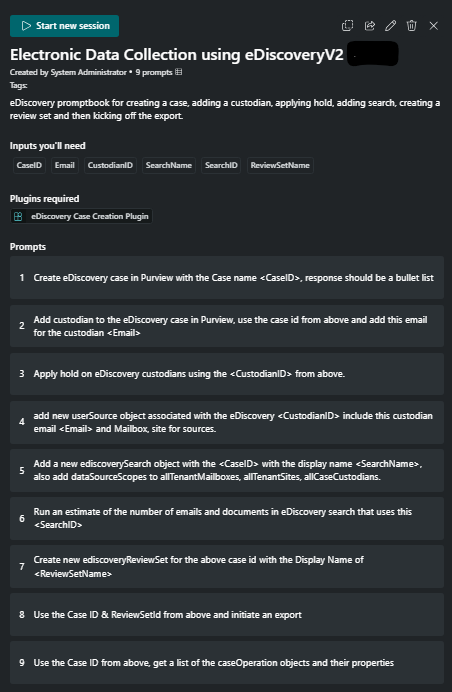 Start new session
Electronic Data Collection using eDiscoveryV2
Created by System Administrator • 9 prompts
Tags:
eDiscovery promptbook for creating a case, adding a custodian, applying hold, adding search, creating a
review set and then kicking off the export.
Inputs you'll need
CaseID Email CustodianID SearchName SearchID ReviewSetName
Plugins required
eDiscovery Case Creation Plugin
Prompts
1 Create eDiscovery case in Purview with the Case name <CaseID>, response should be a bullet list
2 Add custodian to the eDiscovery case in Purview, use the case id from above and add this email
for the custodian <Email>
3 Apply hold on eDiscovery custodians using the <CustodianID> from above.
4 add new userSource object associated with the eDiscovery <CustodianID> include this custodian
email <Email> and Mailbox, site for sources.
5 Add a new ediscoverySearch object with the <CaseID> with the display name <SearchName>,
also add dataSourceScopes to allTenantMailboxes, allTenantSites, allCaseCustodians.
6 Run an estimate of the number of emails and documents in eDiscovery search that uses this
<SearchID>
7 Create new ediscoveryReviewSet for the above case id with the Display Name of
<ReviewSetName>
8 Use the Case ID & ReviewSetId from above and initiate an export
9 Use the Case ID from above, get a list of the caseOperation objects and their properties